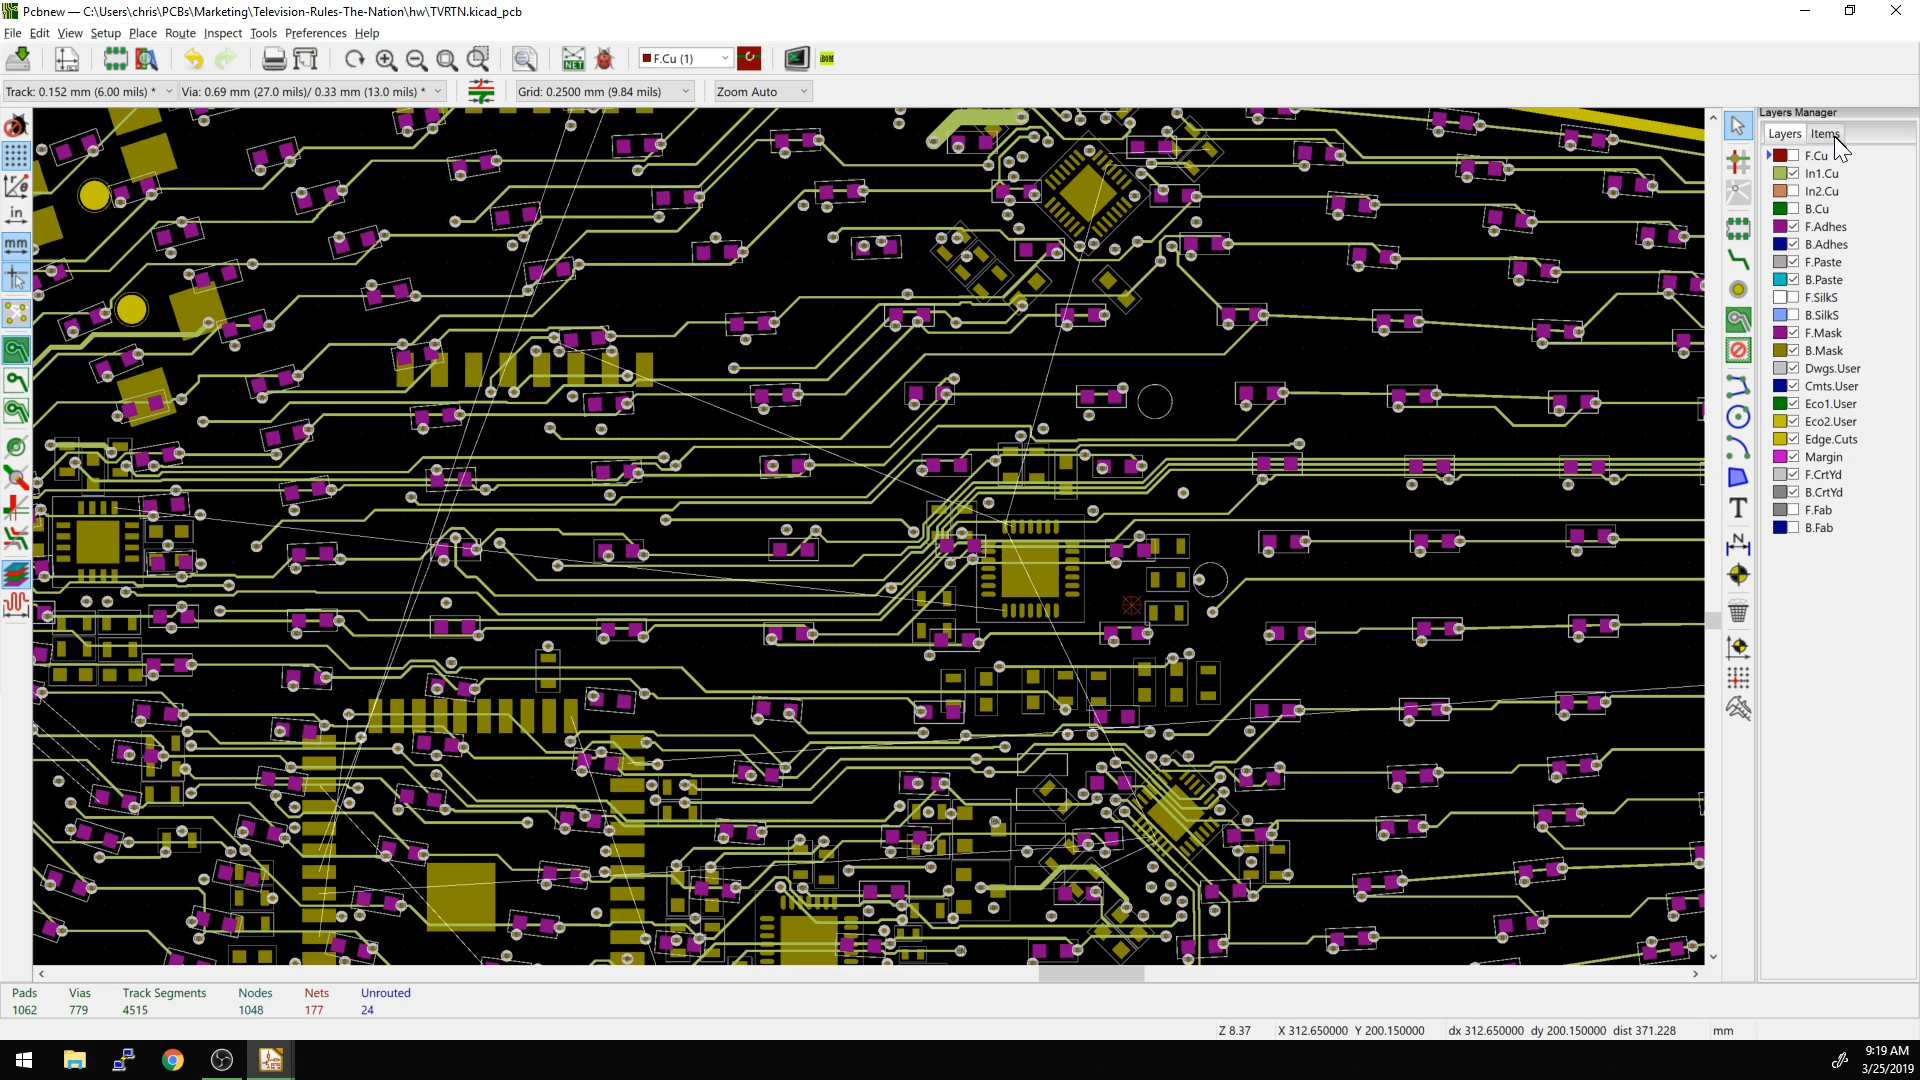 Pcbnew — C:\Users\chris\PCBs\Marketing\Television-Rules-The-Nation\hw\TVRTN.kicad_pcb
File Edit View Setup Place Route Inspect Tools Preferences Help
NET F.Cu (1) iBOM
Track: 0.152 mm (6.00 mils) * Via: 0.69 mm (27.0 mils)/ 0.33 mm (13.0 mils) * Grid: 0.2500 mm (9.84 mils) Zoom Auto
in
mm
T
N
Layers Manager
Layers Items
F.Cu
In1.Cu
In2.Cu
B.Cu
F.Adhes
B.Adhes
F.Paste
B.Paste
F.SilkS
B.SilkS
F.Mask
B.Mask
Dwgs.User
Cmts.User
Eco1.User
Eco2.User
Edge.Cuts
Margin
F.CrtYd
B.CrtYd
F.Fab
B.Fab
Pads Vias Track Segments Nodes Nets Unrouted
1062 779 4515 1048 177 24
Z 8.37 X 312.650000 Y 200.150000 dx 312.650000 dy 200.150000 dist 371.228 mm
9:19 AM
3/25/2019